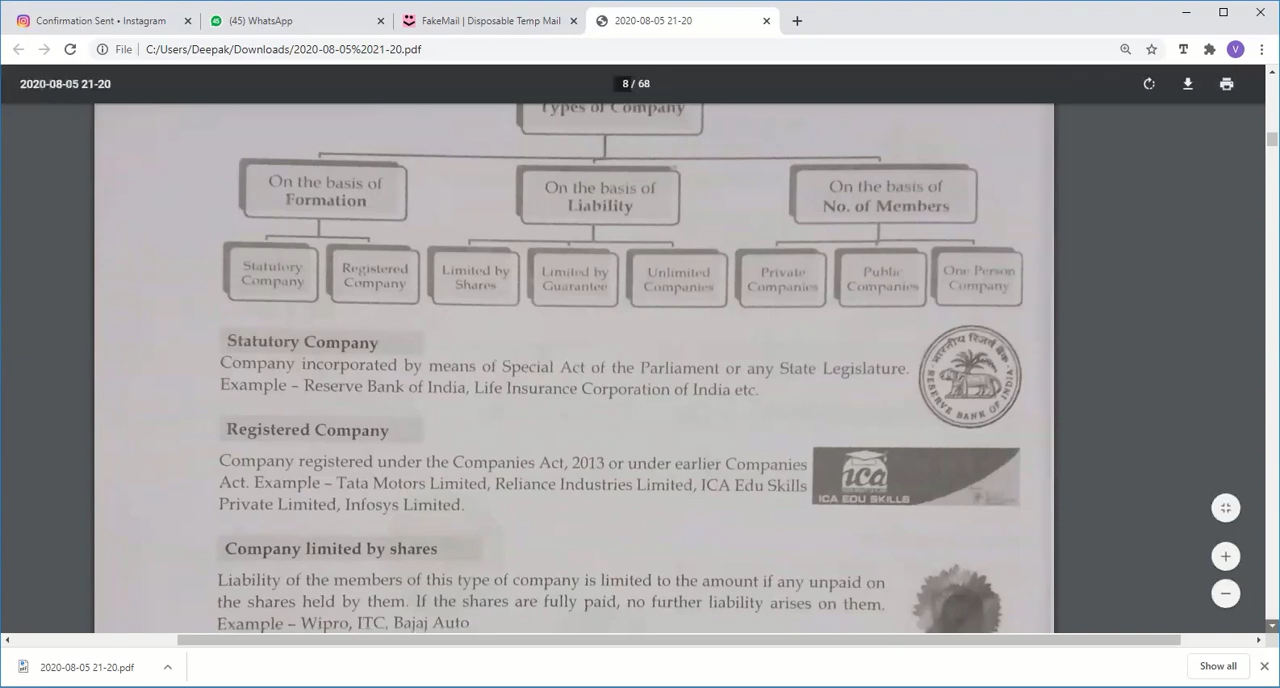 Confirmation Sent • Instagram
(45) WhatsApp
FakeMail | Disposable Temp Mail
2020-08-05 21-20
File
C:/Users/Deepak/Downloads/2020-08-05%2021-20.pdf
T
V
2020-08-05 21-20
8 / 68
Types of Company
On the basis of
Formation
On the basis of
Liability
On the basis of
No. of Members
Statutory
Company
Registered
Company
Limited by
Shares
Limited by
Guarantee
Unlimited
Companies
Private
Companies
Public
Companies
One Person
Company
Statutory Company
Company incorporated by means of Special Act of the Parliament or any State Legislature.
Example – Reserve Bank of India, Life Insurance Corporation of India etc.
भारतीय रिज़र्व बैंक
RESERVE BANK OF INDIA
Registered Company
Company registered under the Companies Act, 2013 or under earlier Companies
Act. Example – Tata Motors Limited, Reliance Industries Limited, ICA Edu Skills
Private Limited, Infosys Limited.
ica
ICA EDU SKILLS
Company limited by shares
Liability of the members of this type of company is limited to the amount if any unpaid on
the shares held by them. If the shares are fully paid, no further liability arises on them.
Example – Wipro, ITC, Bajaj Auto
2020-08-05 21-20.pdf
Show all